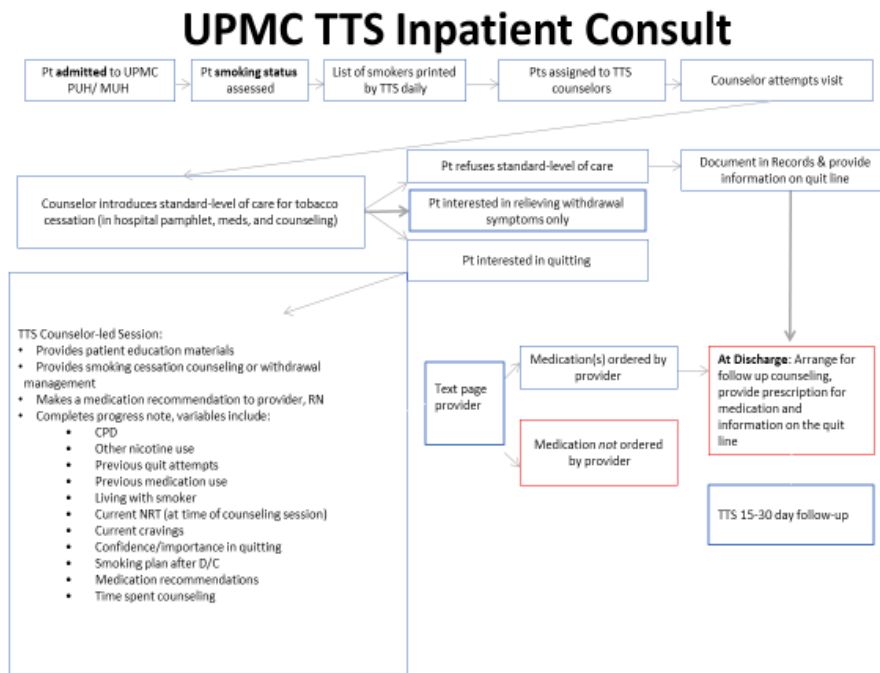 UPMC TTS Inpatient Consult
Pt admitted to UPMC
PUH/ MUH
Pt smoking status
assessed
List of smokers printed
by TTS daily
Pts assigned to TTS
counselors
Counselor attempts visit
Pt refuses standard-level of care
Document in Records & provide
information on quit line
Counselor introduces standard-level of care for tobacco
cessation (in hospital pamphlet, meds, and counseling)
Pt interested in relieving withdrawal
symptoms only
Pt interested in quitting
TTS Counselor-led Session:
• Provides patient education materials
• Provides smoking cessation counseling or withdrawal
management
• Makes a medication recommendation to provider, RN
• Completes progress note, variables include:
• CPD
• Other nicotine use
• Previous quit attempts
• Previous medication use
• Living with smoker
• Current NRT (at time of counseling session)
• Current cravings
• Confidence/importance in quitting
• Smoking plan after D/C
• Medication recommendations
• Time spent counseling
Text page
provider
Medication(s) ordered by
provider
Medication not ordered
by provider
At Discharge: Arrange for
follow up counseling,
provide prescription for
medication and
information on the quit
line
TTS 15-30 day follow-up